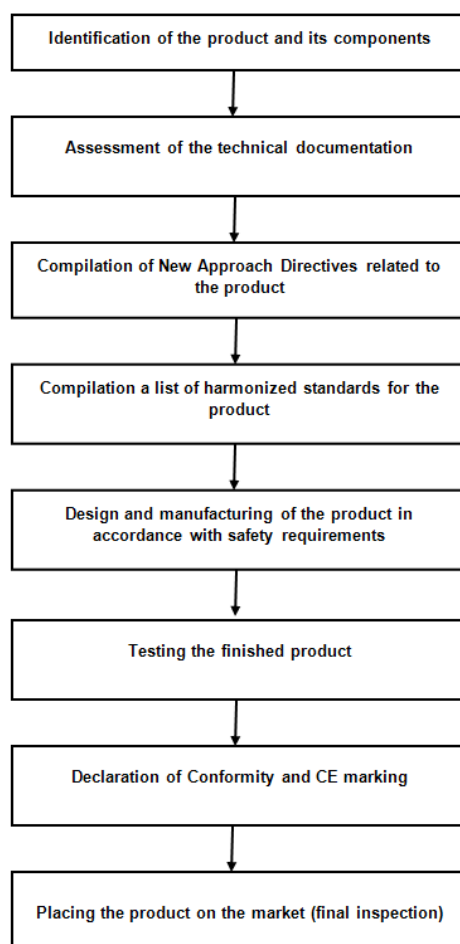 Identification of the product and its components
Assessment of the technical documentation
Compilation of New Approach Directives related to
the product
Compilation a list of harmonized standards for the
product
Design and manufacturing of the product in
accordance with safety requirements
Testing the finished product
Declaration of Conformity and CE marking
Placing the product on the market (final inspection)